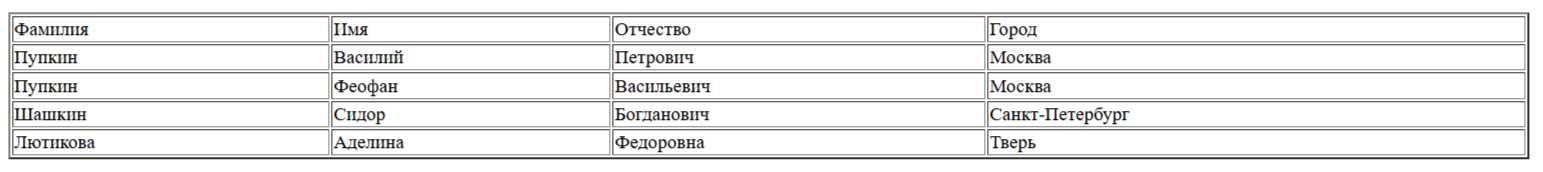 Фамилия Имя Отчество Город
Пупкин Василий Петрович Москва
Пупкин Феофан Васильевич Москва
Шашкин Сидор Богданович Санкт-Петербург
Лютикова Аделина Федоровна Тверь